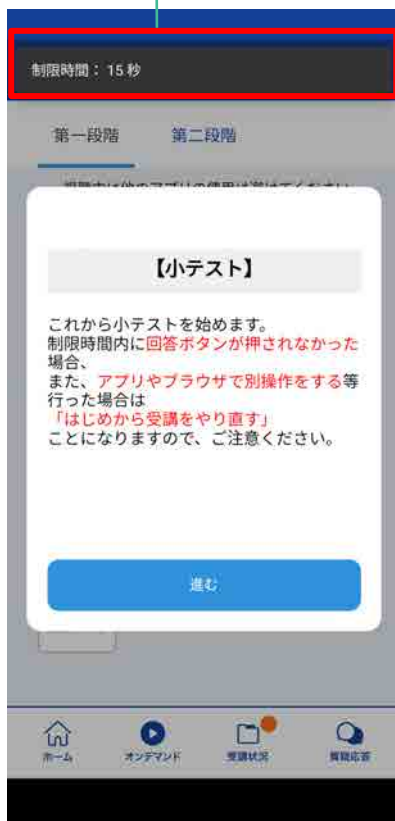 制限時間： 15 秒
第一段階 第二段階
【小テスト】
これから小テストを始めます。
制限時間内に回答ボタンが押されなかった
場合、
また、アプリやブラウザで別操作をする等
行った場合は
「はじめから受講をやり直す」
ことになりますので、ご注意ください。
進む
ホーム オンデマンド 受講状況 質疑応答